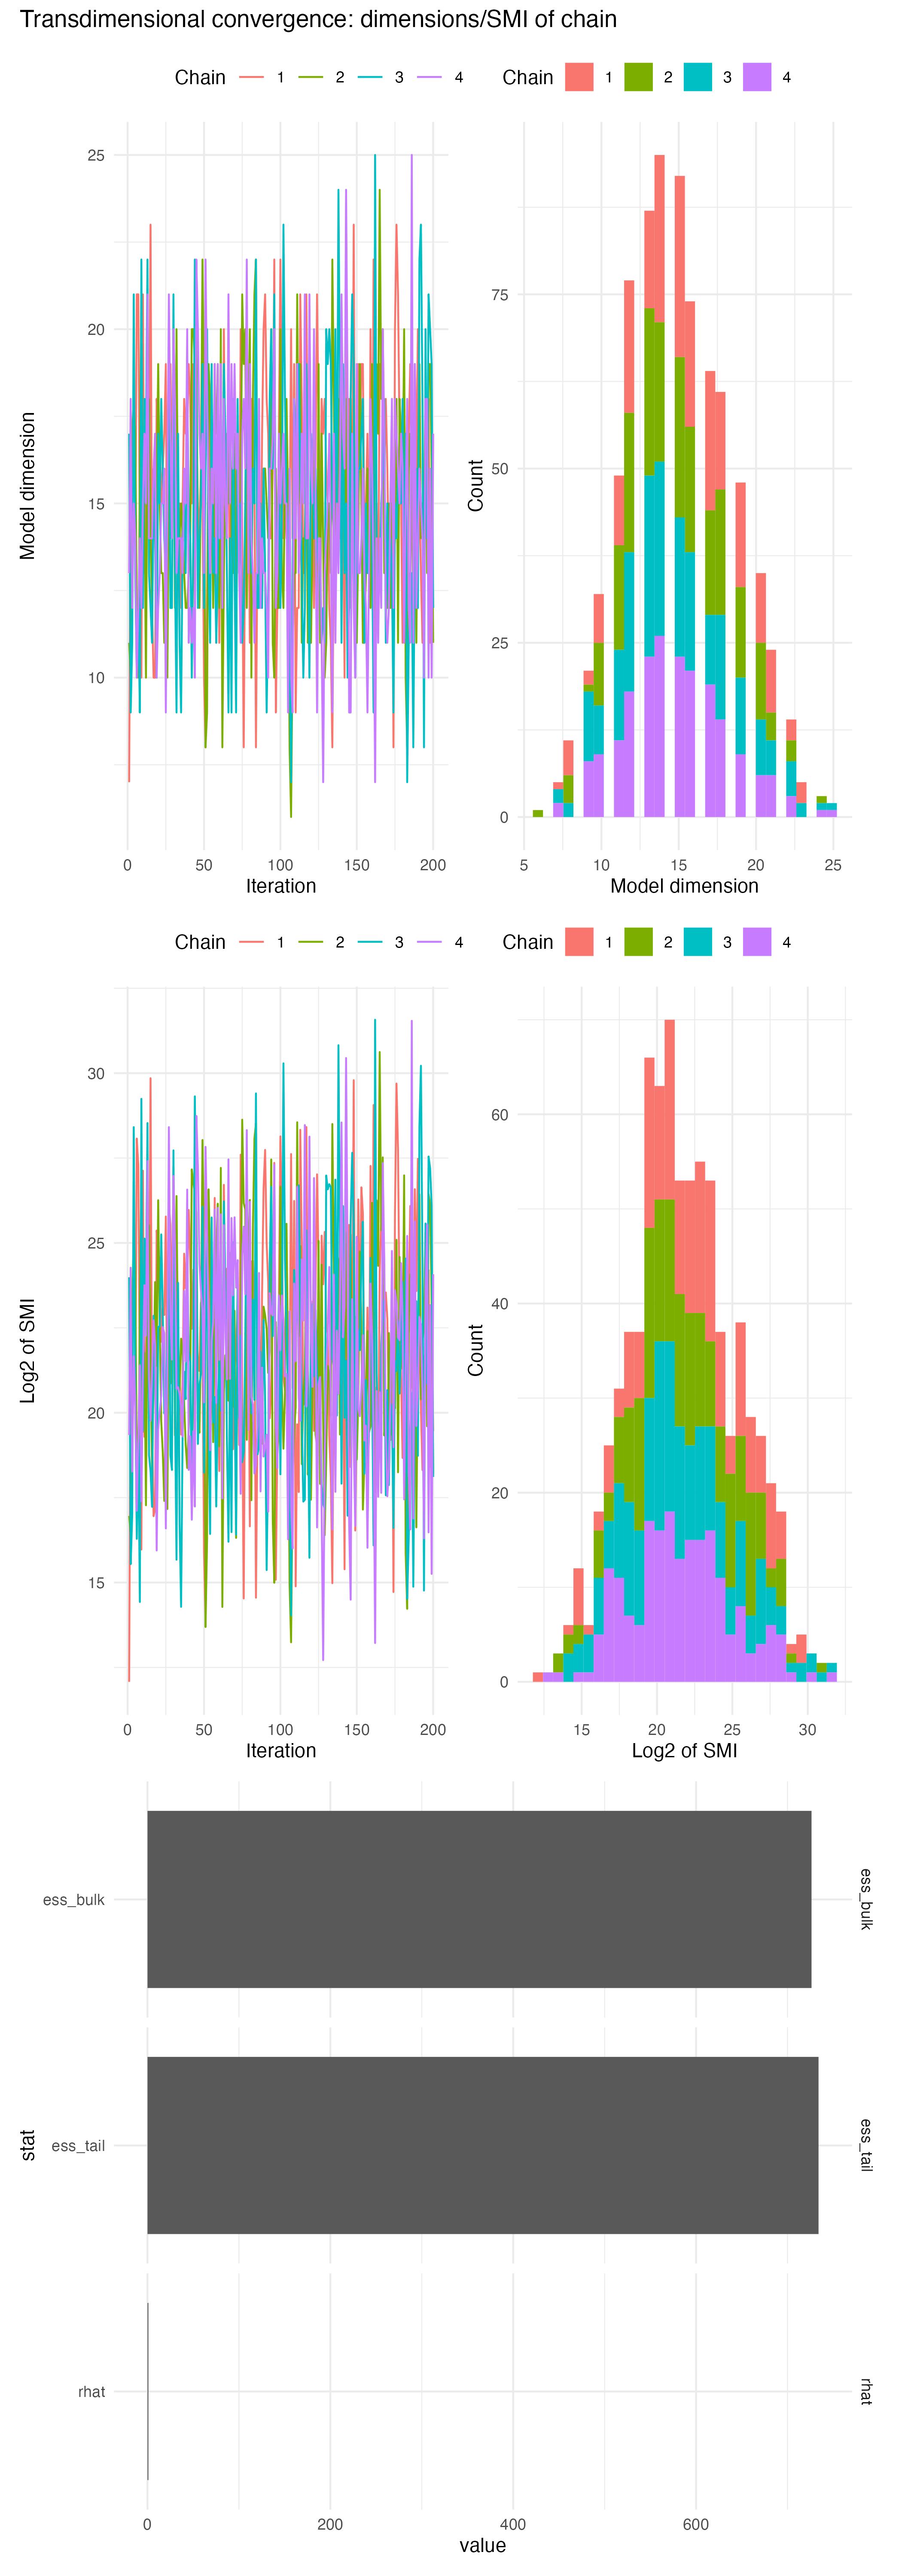 Transdimensional convergence: dimensions/SMI of chain
Chain 1 2 3 4
Chain 1 2 3 4
Model dimension
25
20
15
10
0 50 100 150 200
Iteration
Count
75
50
25
0
5 10 15 20 25
Model dimension
Chain 1 2 3 4
Chain 1 2 3 4
Log2 of SMI
30
25
20
15
0 50 100 150 200
Iteration
Count
60
40
20
0
15 20 25 30
Log2 of SMI
stat
ess_bulk
ess_bulk
ess_tail
ess_tail
rhat
rhat
0 200 400 600
value